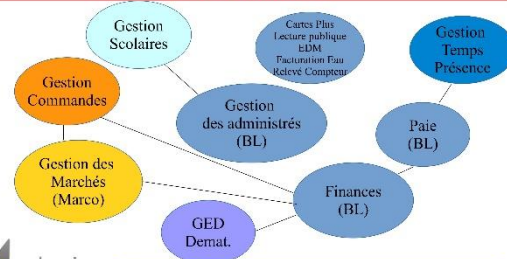 Gestion
Scolaires
Cartes Plus
Lecture publique
EDM
Facturation Eau
Relevé Compteur
Gestion
Temps
Présence
Gestion
Commandes
Gestion
des administrés
(BL)
Paie
(BL)
Gestion des
Marchés
(Marco)
Finances
(BL)
GED
Demat.